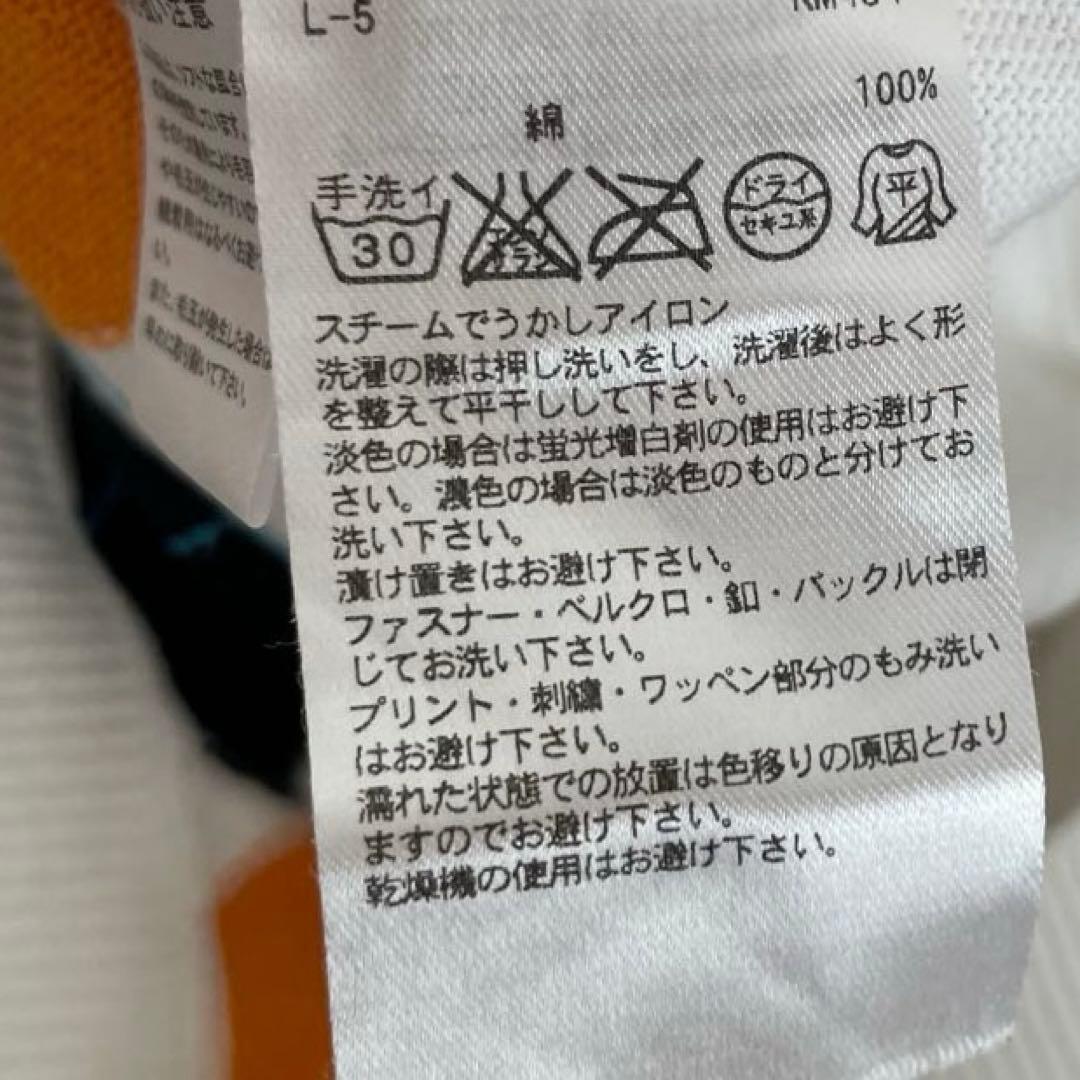 L-5
綿
100%
手洗イ
30
ドライ
セキユ系
平
スチームでうかしアイロン
洗濯の際は押し洗いをし、洗濯後はよく形
を整えて平干しして下さい。
淡色の場合は蛍光増白剤の使用はお避け下
さい。濃色の場合は淡色のものと分けてお
洗い下さい。
漬け置きはお避け下さい。
ファスナー・ベルクロ・釦・バックルは閉
じてお洗い下さい。
プリント・刺繍・ワッペン部分のもみ洗い
はお避け下さい。
濡れた状態での放置は色移りの原因となり
ますのでお避け下さい。
乾燥機の使用はお避け下さい。